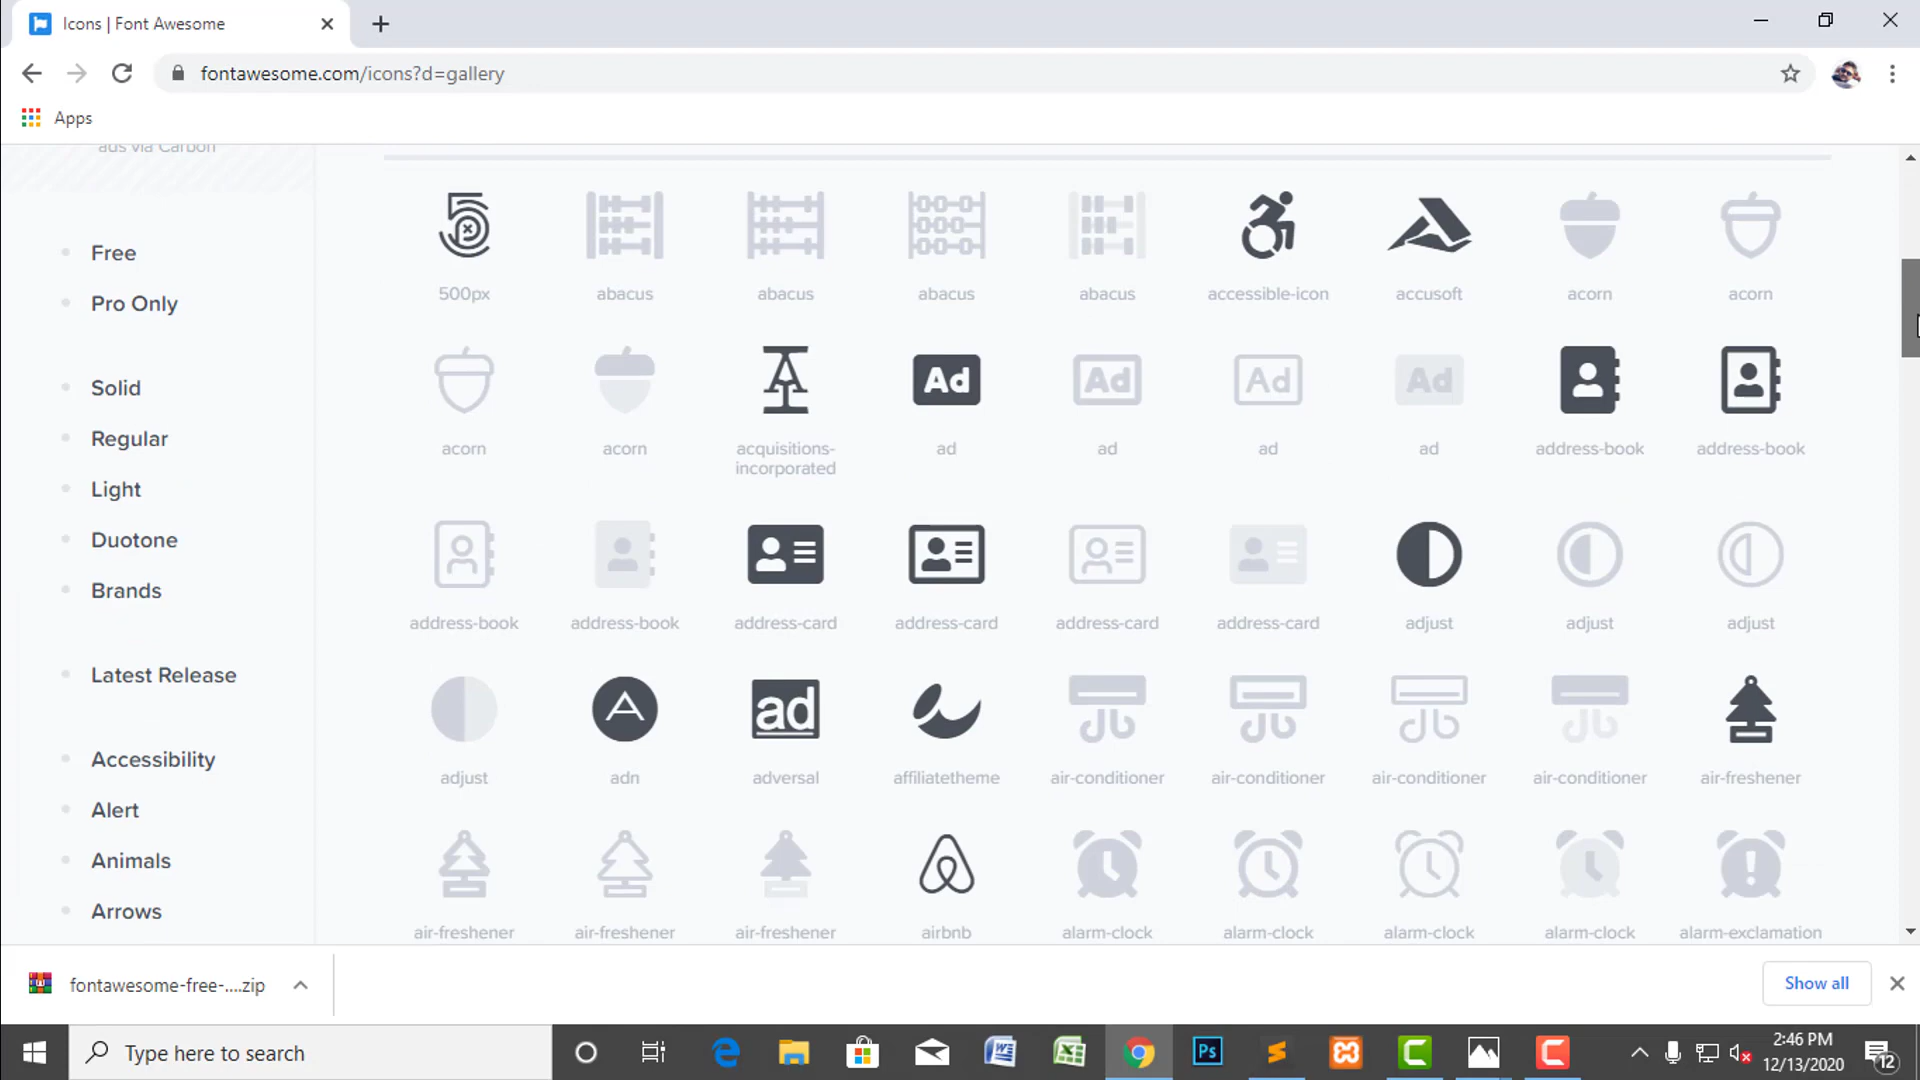 Icons | Font Awesome
fontawesome.com/icons?d=gallery
Apps
ads via Carbon
Free
Pro Only
Solid
Regular
Light
Duotone
Brands
Latest Release
Accessibility
Alert
Animals
Arrows
500px abacus abacus abacus abacus accessible-icon accusoft acorn acorn
Ad Ad Ad Ad
acorn acorn acquisitions- ad ad ad ad address-book address-book
incorporated
address-book address-book address-card address-card address-card address-card adjust adjust adjust
ad
adjust adn adversal affiliatetheme air-conditioner air-conditioner air-conditioner air-conditioner air-freshener
air-freshener air-freshener air-freshener airbnb alarm-clock alarm-clock alarm-clock alarm-clock alarm-exclamation
fontawesome-free-....zip
Show all
Type here to search
Ps
2:46 PM
12/13/2020
12